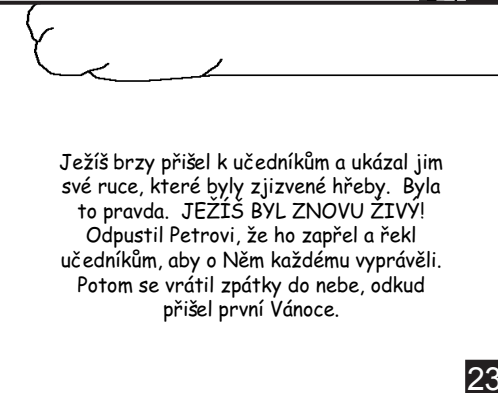 Ježíš brzy přišel k učedníkům a ukázal jim
své ruce, které byly zjizvené hřeby.  Byla
to pravda.  JEŽÍŠ BYL ZNOVU ŽIVÝ!
Odpustil Petrovi, že ho zapřel a řekl
učedníkům, aby o Něm každému vyprávěli.
Potom se vrátil zpátky do nebe, odkud
přišel první Vánoce.
23